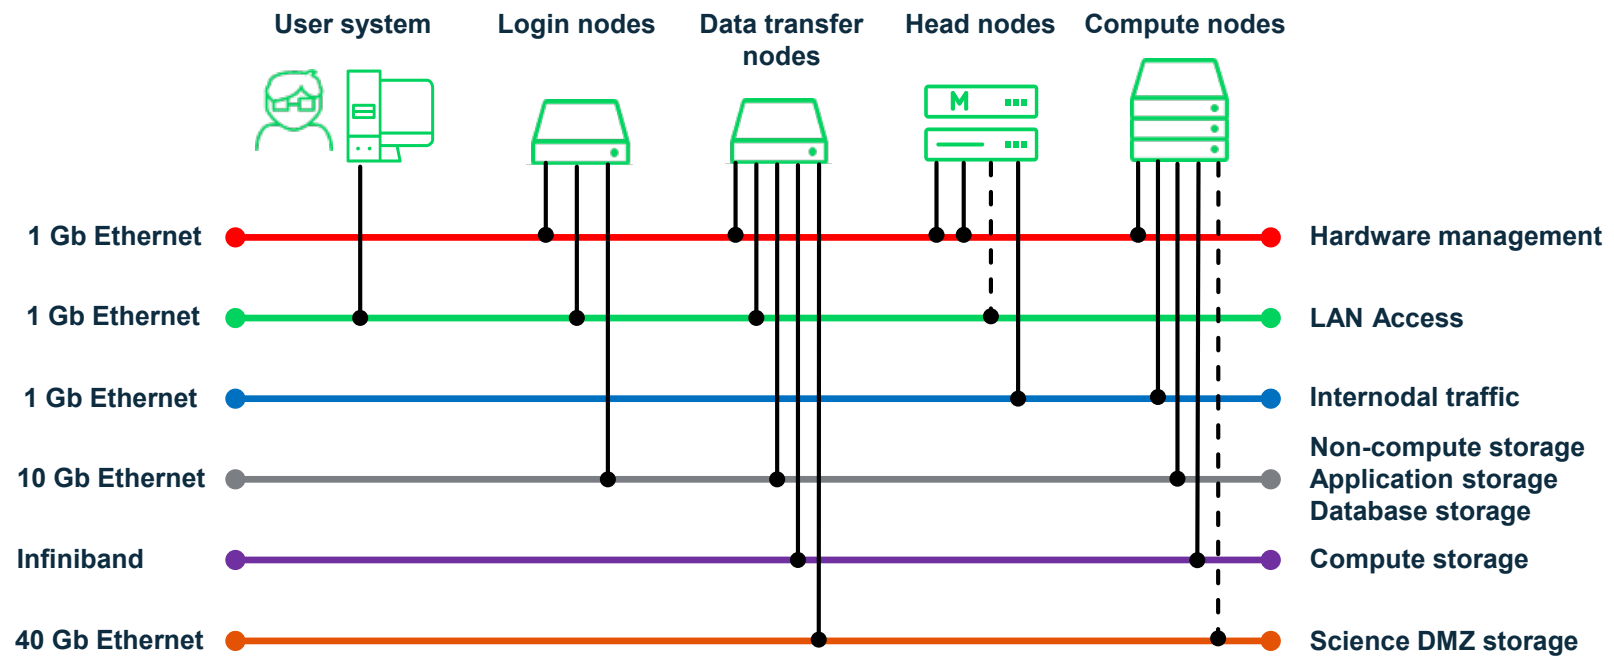 User system
Login nodes
Data transfer
nodes
Head nodes
Compute nodes
M
1 Gb Ethernet
Hardware management
1 Gb Ethernet
LAN Access
1 Gb Ethernet
Internodal traffic
10 Gb Ethernet
Non-compute storage
Application storage
Database storage
Infiniband
Compute storage
40 Gb Ethernet
Science DMZ storage